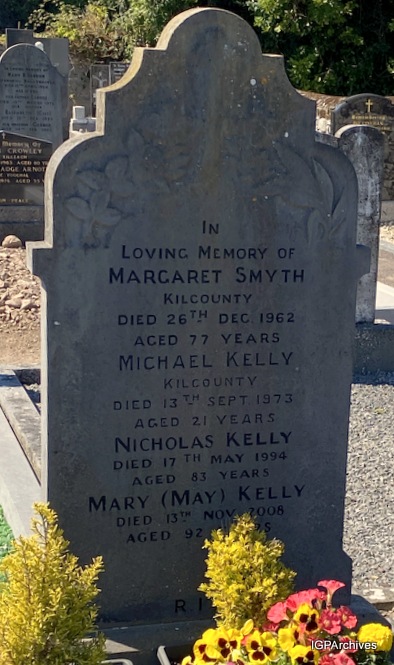 IN
LOVING MEMORY OF
MARGARET SMYTH
KILCOUNTY
DIED 26TH DEC. 1962
AGED 77 YEARS
MICHAEL KELLY
KILCOUNTY
DIED 13TH SEPT 1973
AGED 21 YEARS
NICHOLAS KELLY
DIED 17TH MAY 1994
AGED 83 YEARS
MARY (MAY) KELLY
DIED 13TH NOV 2008
AGED 92
R I
CROWLEY
IGPArchives